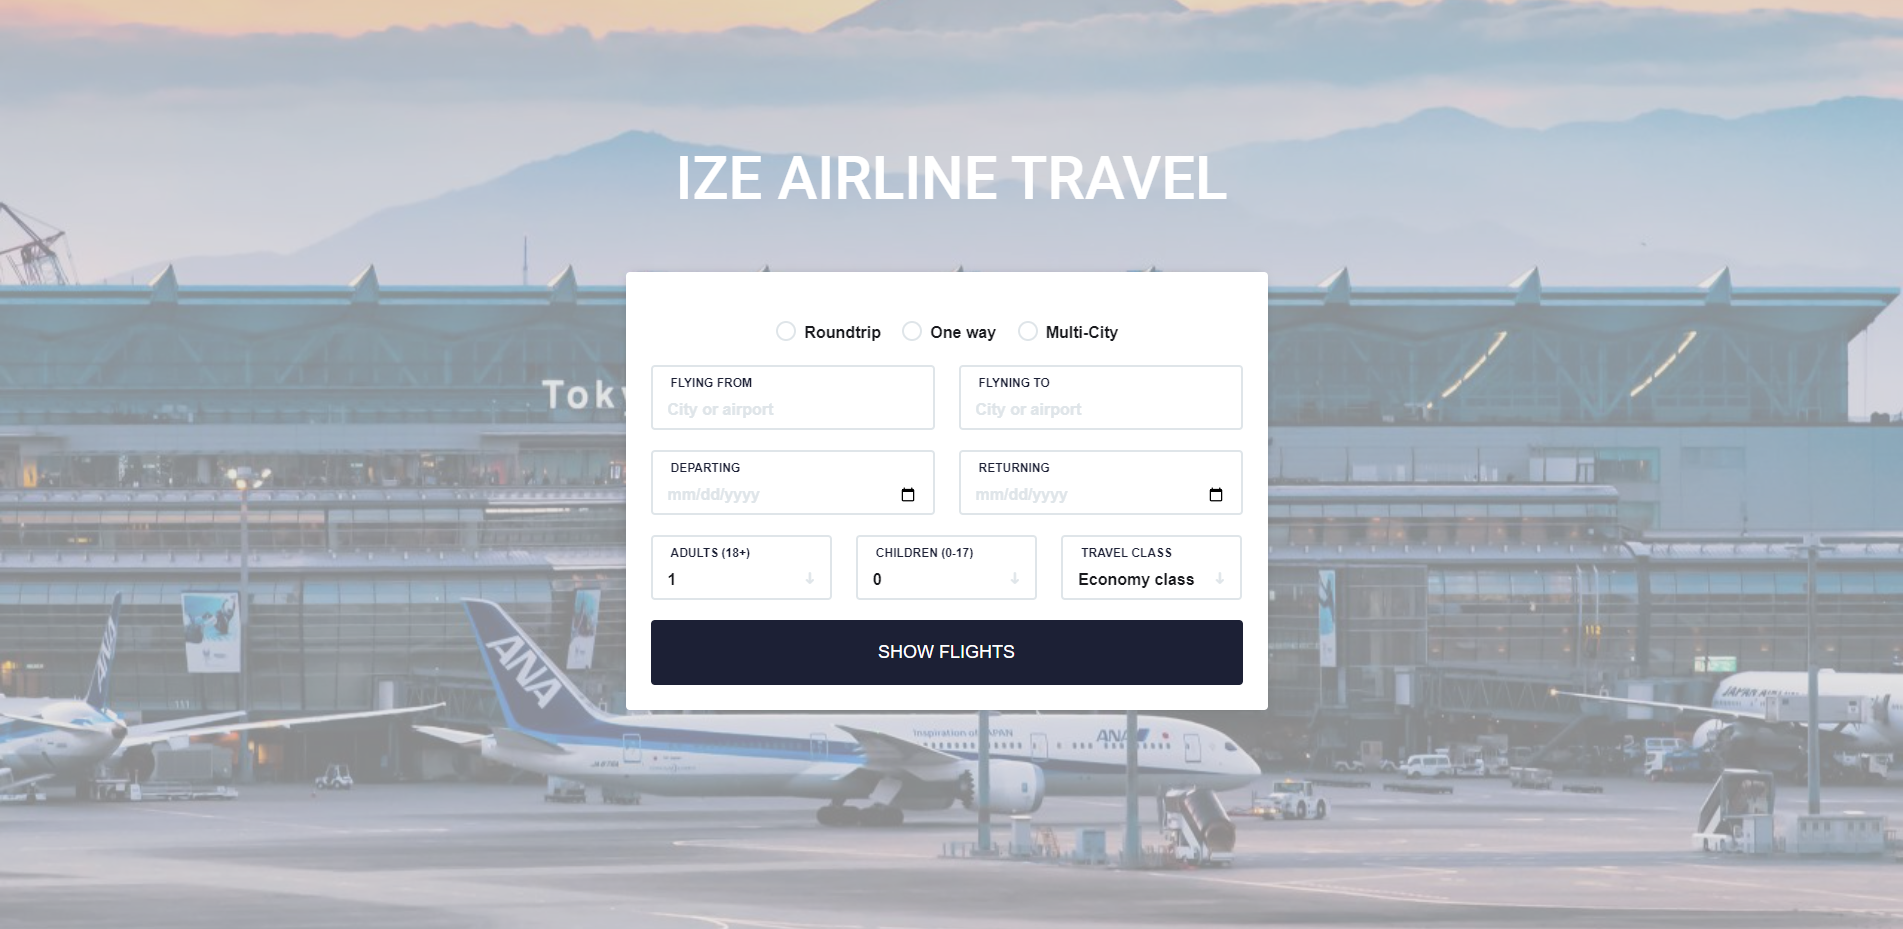 IZE AIRLINE TRAVEL
Roundtrip One way Multi-City
Toky
FLYING FROM FLYNING TO
City or airport City or airport
DEPARTING RETURNING
mm/dd/yyyy mm/dd/yyyy
ADULTS (18+) CHILDREN (0-17) TRAVEL CLASS
1 0 Economy class
SHOW FLIGHTS
ANA
ANA
JAPAN AIRLINES
Inspiration of JAPAN ANA